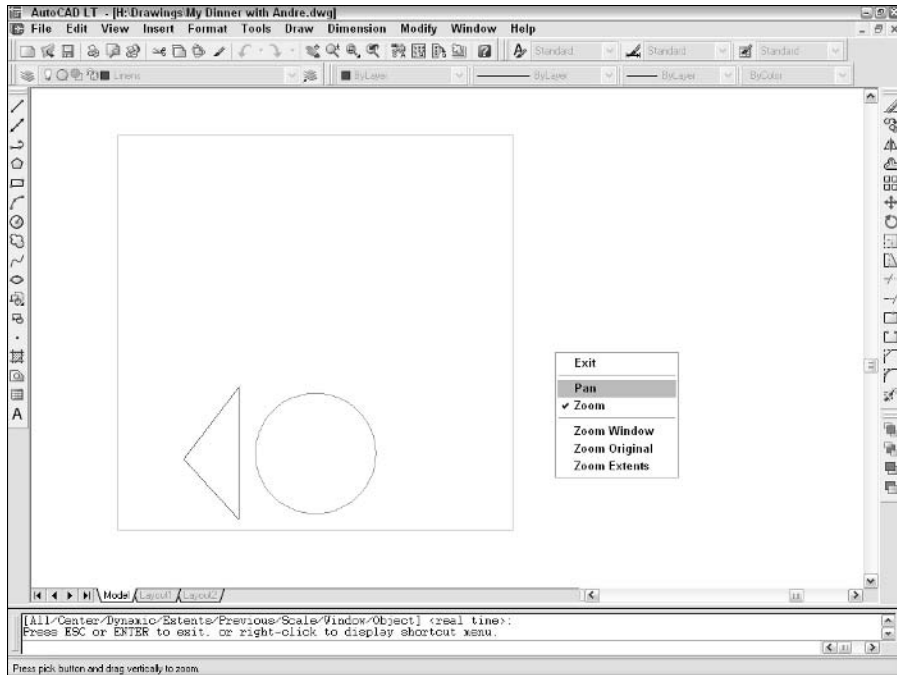 AutoCAD LT - [H:\Drawings\My Dinner with Andre.dwg]
File Edit View Insert Format Tools Draw Dimension Modify Window Help
Standard Standard Standard
ByLayer ByLayer ByLayer ByColor
A
Exit
Pan
Zoom
Zoom Window
Zoom Original
Zoom Extents
Model Layout1 Layout2
[All/Center/Dynamic/Extents/Previous/Scale/Window/Object] <real time>:
Press ESC or ENTER to exit, or right-click to display shortcut menu.
Press pick button and drag vertically to zoom.